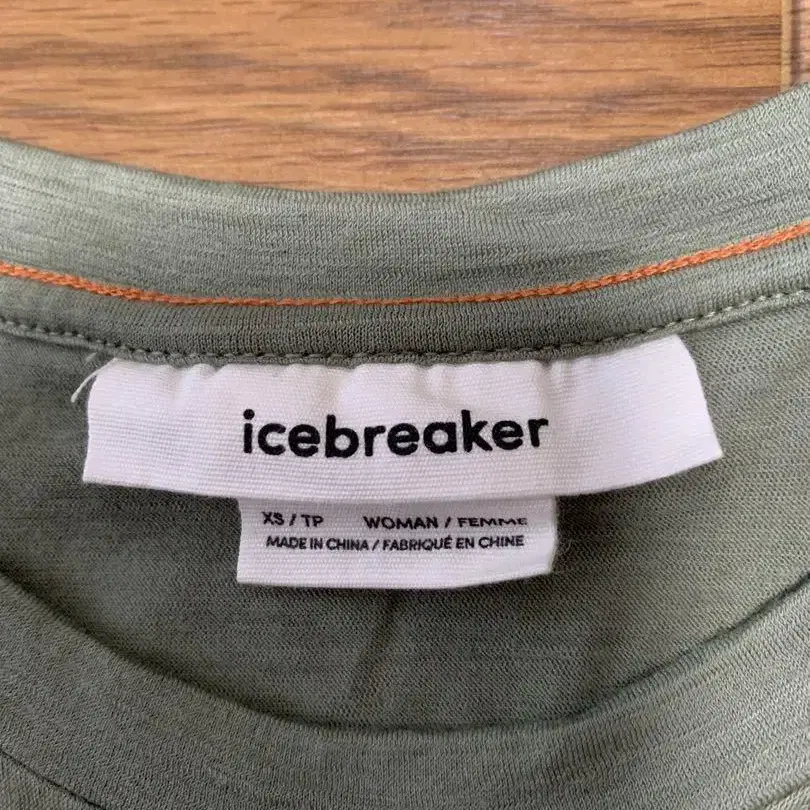 icebreaker
XS / TP WOMAN / FEMME
MADE IN CHINA / FABRIQUÉ EN CHINE